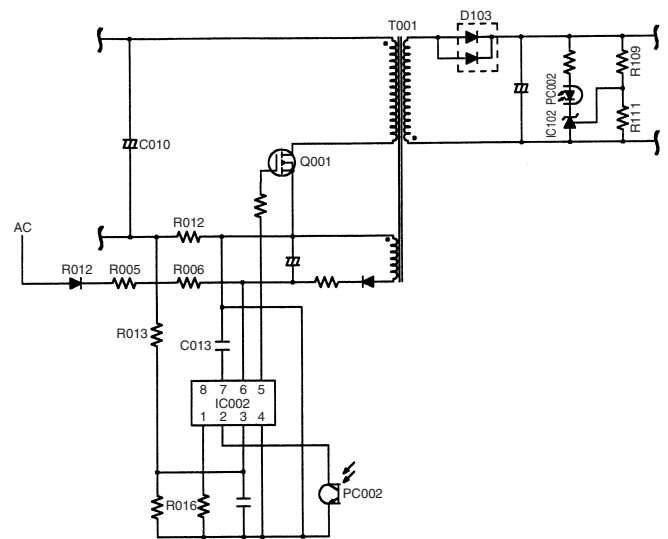 T001
D103
C010
Q001
IC102 PC002
R109
R111
AC
R012
R012
R005
R006
R013
C013
8 7 6 5
IC002
1 2 3 4
R016
PC002